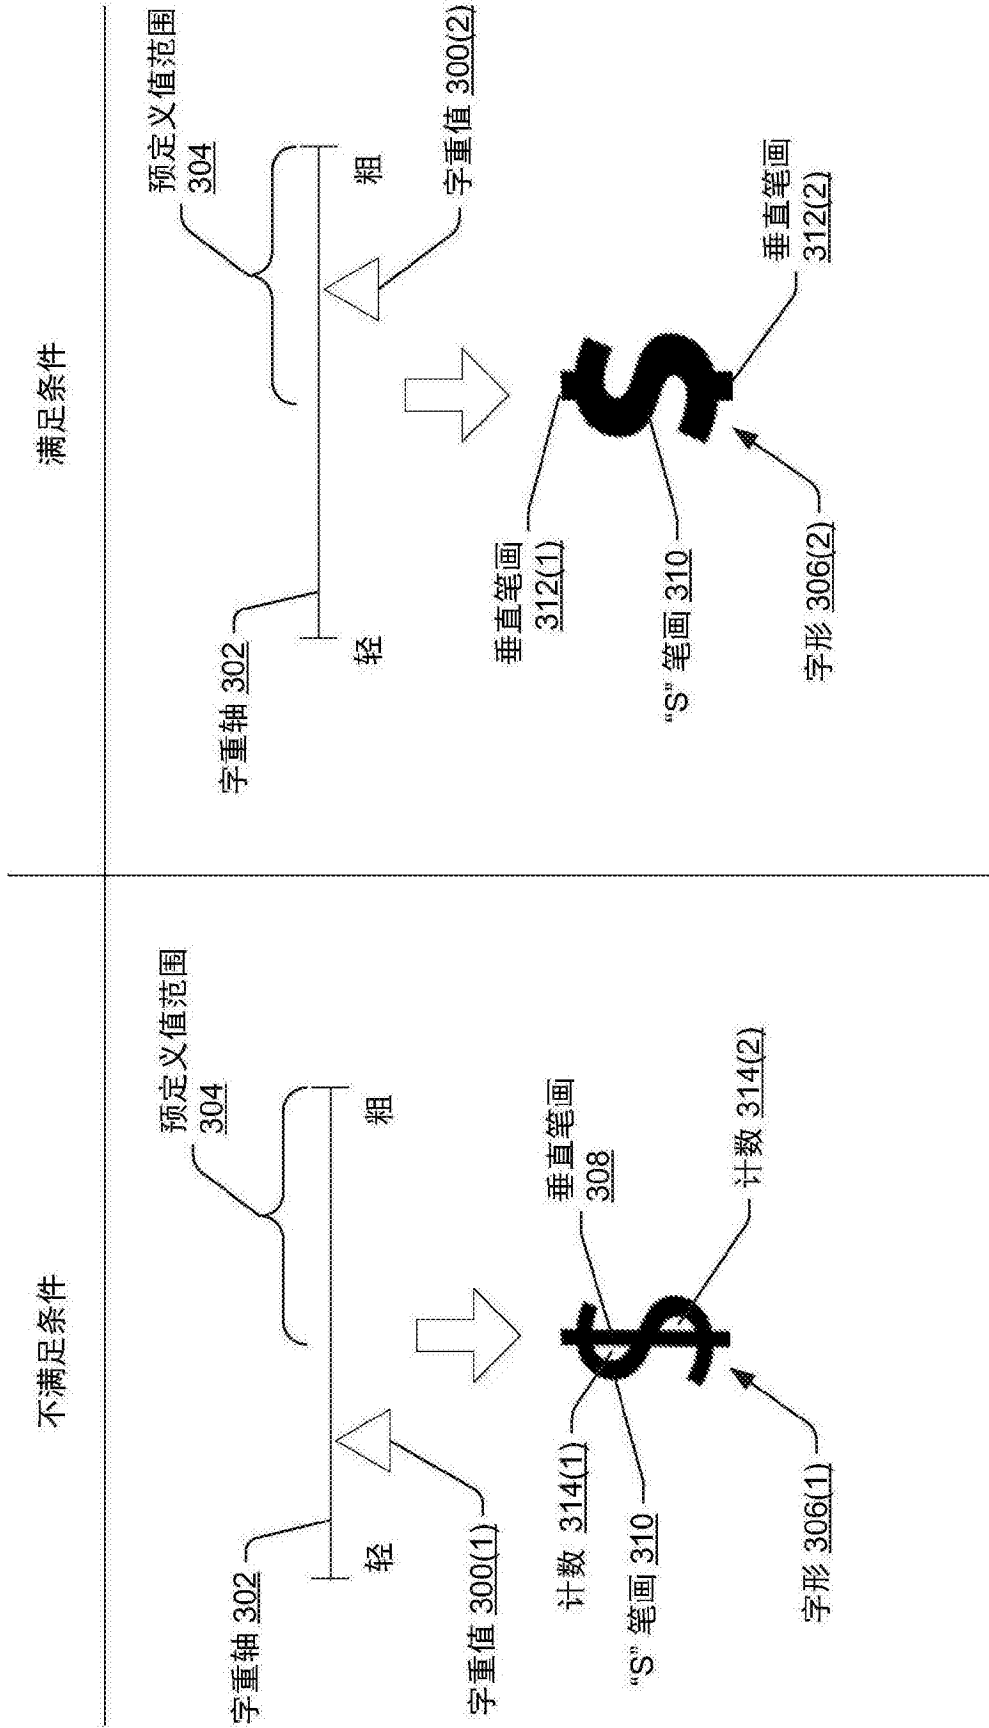 不满足条件
满足条件
预定义值范围
304
字重轴 302
轻
粗
字重值 300(1)
垂直笔画
308
计数 314(1)
“S” 笔画 310
计数 314(2)
字形 306(1)
预定义值范围
304
字重轴 302
轻
粗
字重值 300(2)
垂直笔画
312(1)
“S” 笔画 310
垂直笔画
312(2)
字形 306(2)